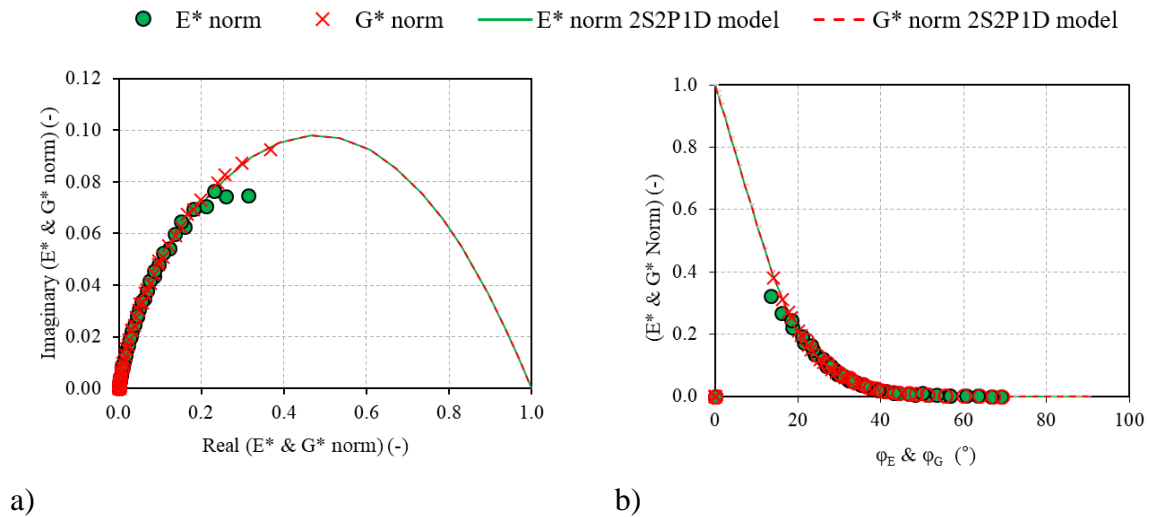 E* norm G* norm E* norm 2S2P1D model G* norm 2S2P1D model
0.12
0.10
0.08
0.06
0.04
0.02
0.00
Imaginary (E* & G* norm) (-)
0.0 0.2 0.4 0.6 0.8 1.0
Real (E* & G* norm) (-)
a)
1.0
0.8
0.6
0.4
0.2
0.0
(E* & G* Norm) (-)
0 20 40 60 80 100
φE & φG (°)
b)